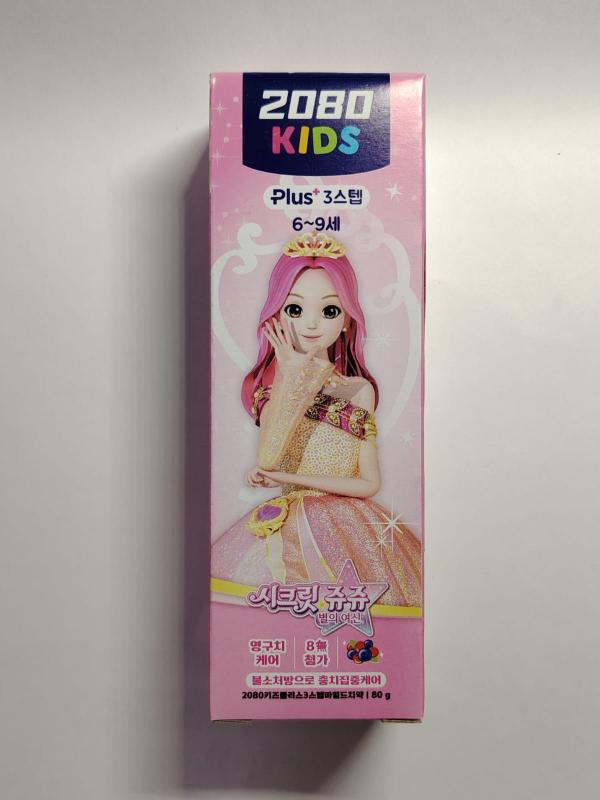 2080
KIDS
Plus+ 3스텝
6~9세
시크릿 쥬쥬
별의 여신
영구치 케어
8無 첨가
불소처방으로 충치집중케어
2080키즈플러스3스텝마일드치약 | 80 g